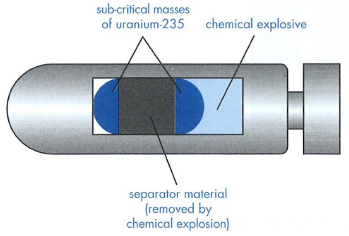 sub-critical masses
of uranium-235
chemical explosive
separator material
(removed by
chemical explosion)